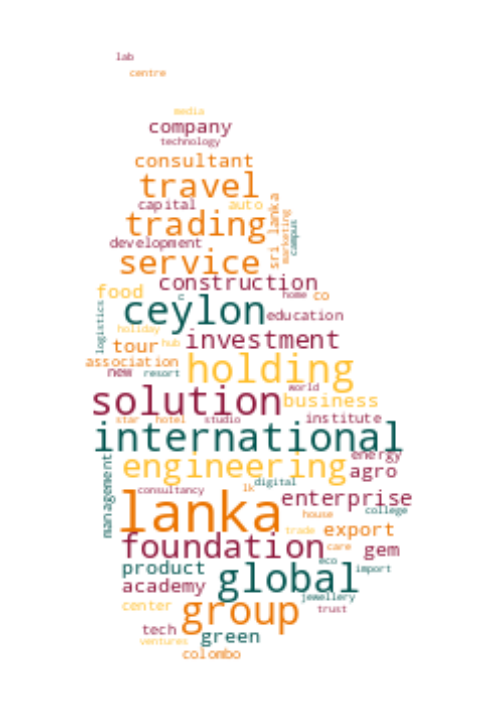 lab
centre
media
company
technology
consultant
travel
capital auto
trading
sri lanka
marketing
campus
development
service
construction
food c home co
ceylon
logistics
education
holiday
tour hub investment
association
new resort holding
world
solution business
star hotel studio institute
international
engineering energy
agro
management
digital
consultancy lk enterprise
lanka
house college
trade export
foundation care gem
eco
product global import
academy
jewellery
center group trust
tech green
ventures
colombo